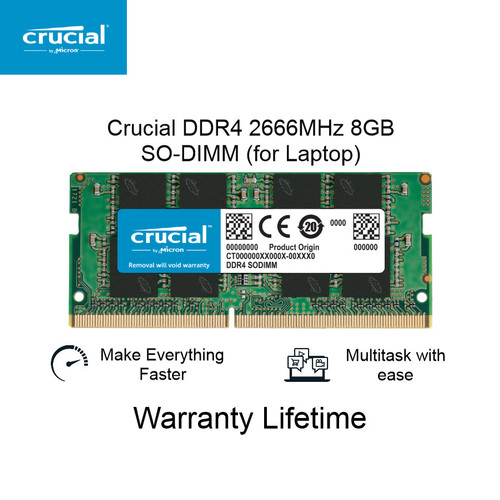 crucial
by Micron
Crucial DDR4 2666MHz 8GB
SO-DIMM (for Laptop)
crucial
by Micron
Removal will void warranty
00000000
Product Origin
CT000000XX000X-00XXX0
DDR4 SODIMM
CE
20
0000
000000
Make Everything
Faster
Multitask with
ease
Warranty Lifetime